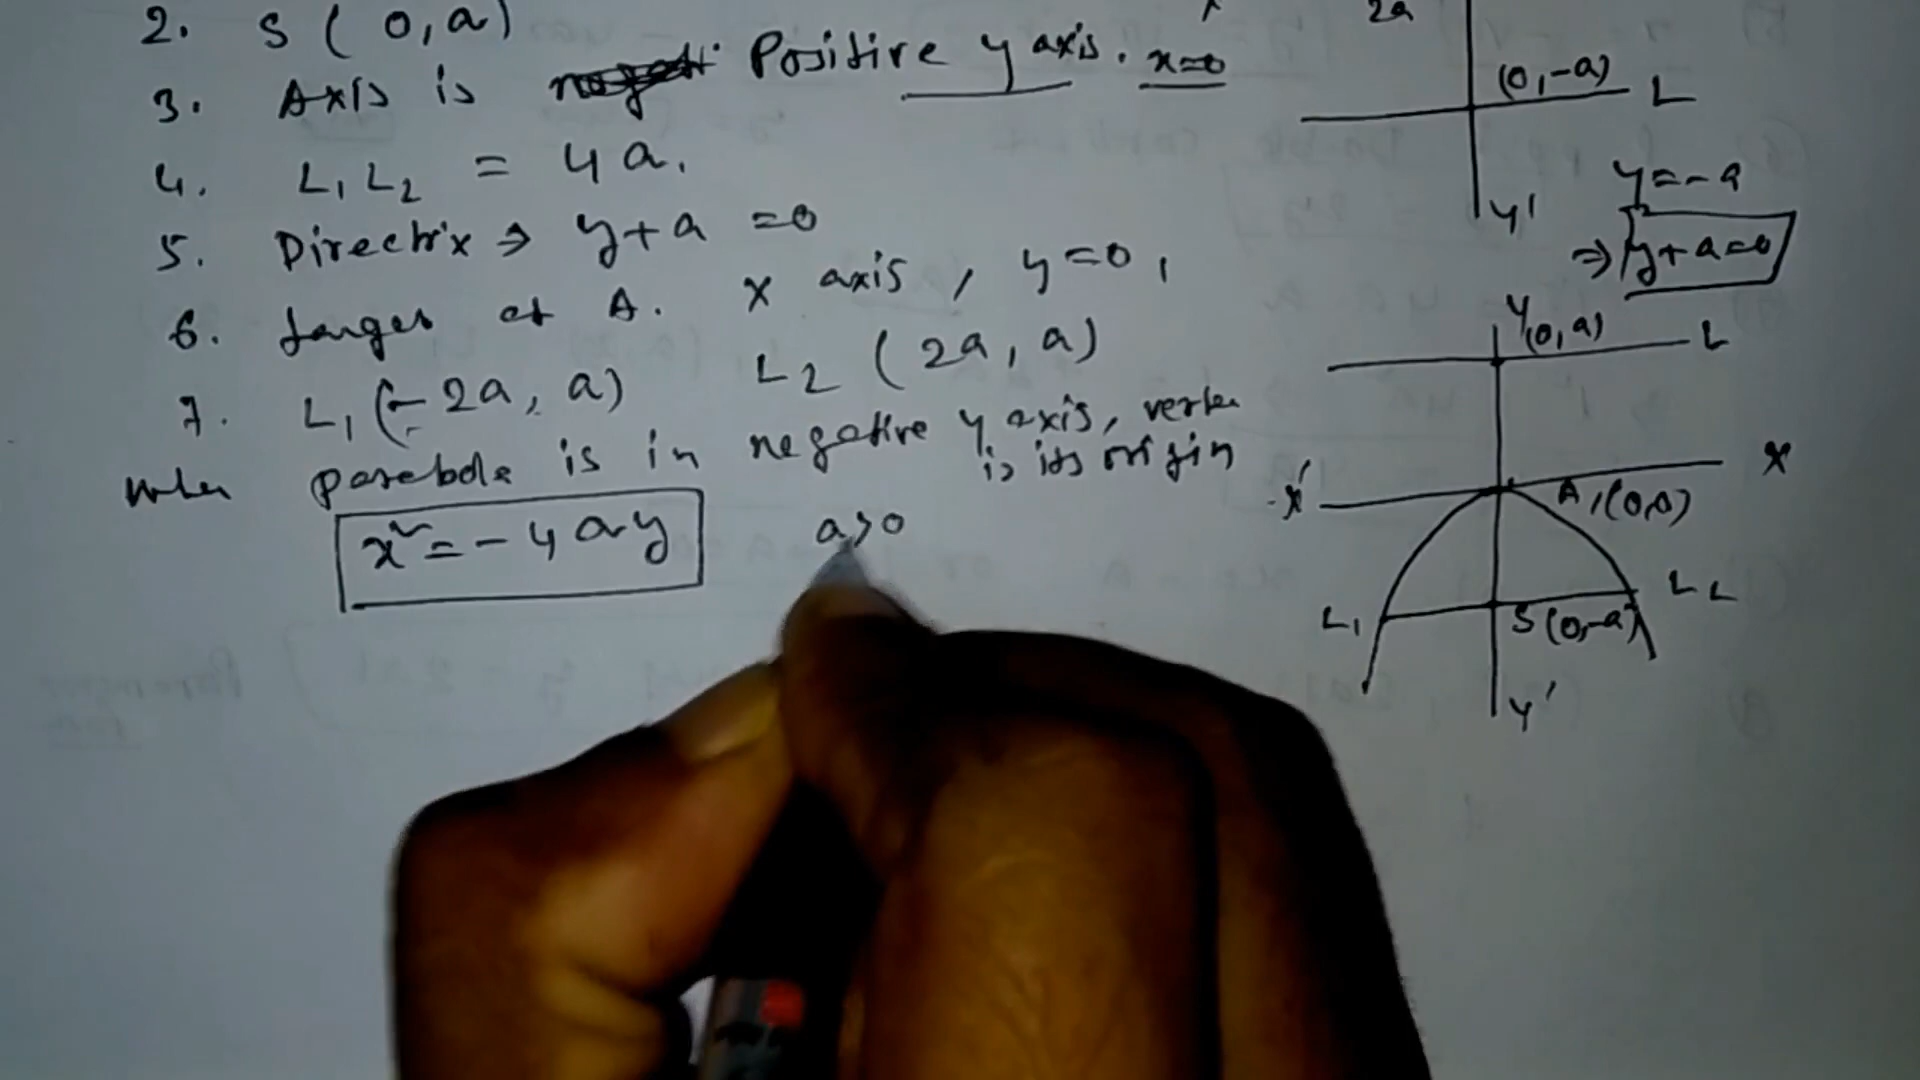 2. S ( 0, a)
3. Axis is Positive y axis. x=0
4. L₁ L₂ = 4a.
5. Directrix → y+a =0
6. at A. x axis, y=0,
7. L₁ (-2a, a) L₂ (2a, a)
when parabola is in negative y axis, vertex is its origin
x² = -4ay a>0
2a
(0, -a) L
y'
y=-a
⇒ y+a=0
Y
(0, a) L
x' A, (0,0) x
L₁ S(0,-a) L₂
y'